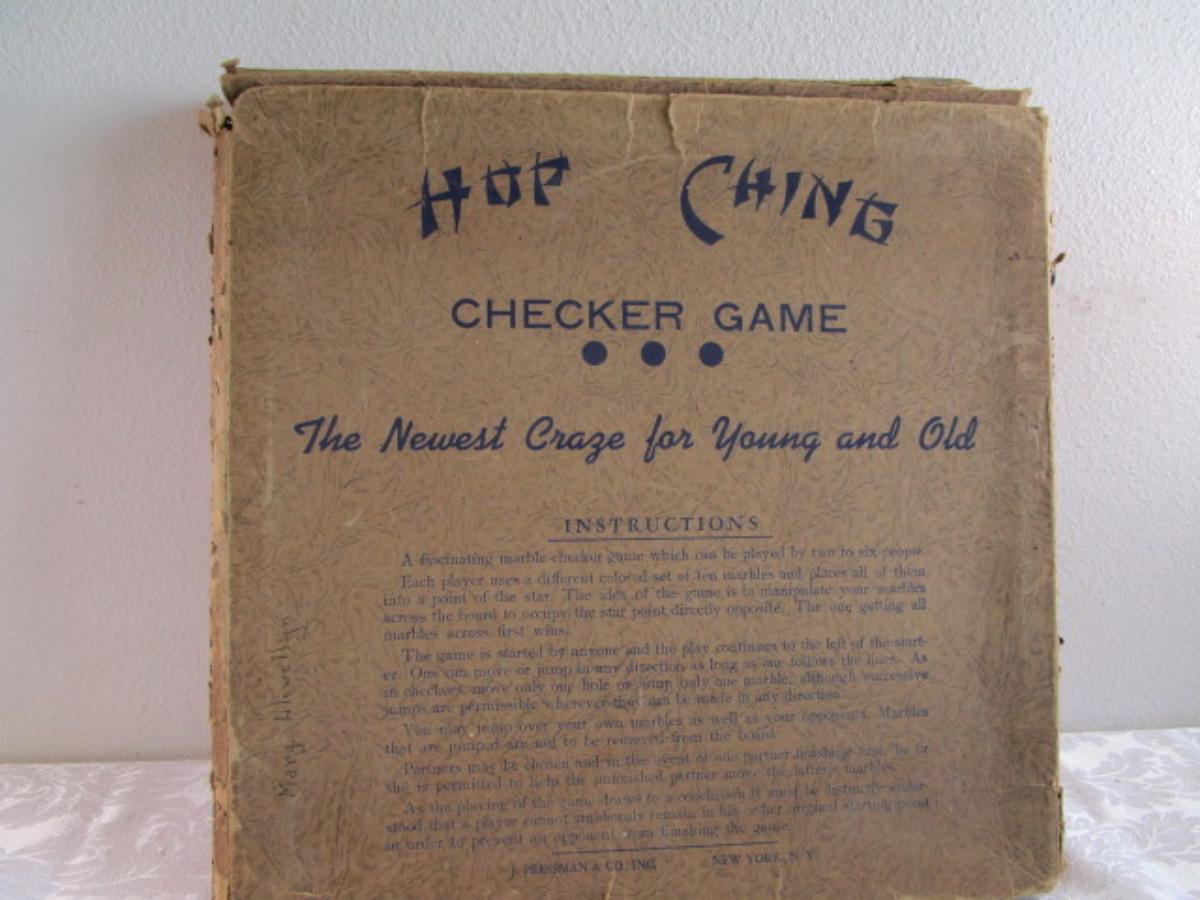 HOP CHING
CHECKER GAME
The Newest Craze for Young and Old
INSTRUCTIONS
A fascinating marble checker game which can be played by two to six people.
Each player uses a different colored set of ten marbles and places all of them
into a point of the star. The idea of the game is to manipulate your marbles
across the board to occupy the star point directly opposite. The one getting all
marbles across first wins.
The game is started by anyone and the play continues to the left of the start-
er. One can move or jump in any direction as long as one follows the lines. As
in checkers, move only one hole or jump only one marble, although successive
jumps are permissible wherever they can be made in any direction.
You may jump over your own marbles as well as your opponents. Marbles
that are jumped are not to be removed from the board.
Partners may be chosen and in the event of one partner finishing first, he or
she is permitted to help the unfinished partner move the latter's marbles.
As the playing of the game draws to a conclusion it must be distinctly under-
stood that a player cannot stubbornly remain in his or her original starting point
in order to prevent an opponent from finishing the game.
J. PRESSMAN & CO., INC. NEW YORK, N. Y.
Mary Llewellyn